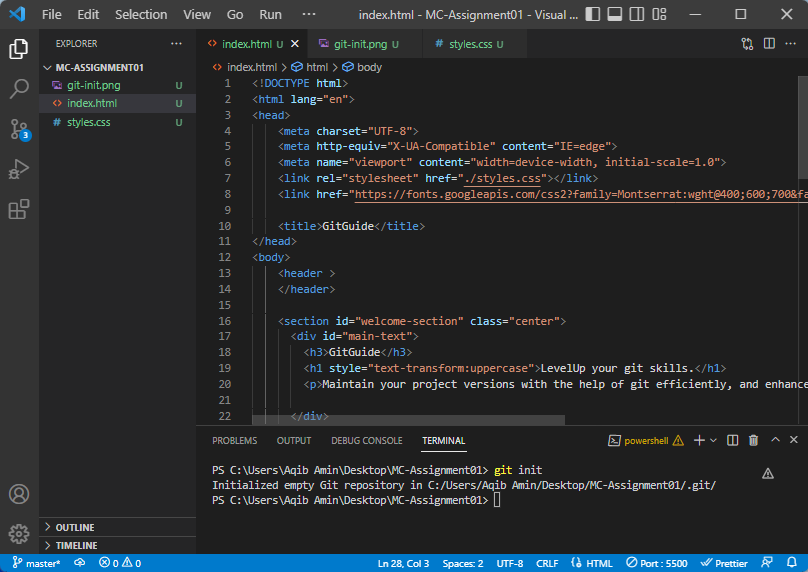 File Edit Selection View Go Run ··· index.html - MC-Assignment01 - Visual ...
EXPLORER ···
MC-ASSIGNMENT01
git-init.png U
index.html U
# styles.css U
3
index.html U
git-init.png U
# styles.css U
index.html > html > body
1 <!DOCTYPE html>
2 <html lang="en">
3 <head>
4 <meta charset="UTF-8">
5 <meta http-equiv="X-UA-Compatible" content="IE=edge">
6 <meta name="viewport" content="width=device-width, initial-scale=1.0">
7 <link rel="stylesheet" href="./styles.css"></link>
8 <link href="https://fonts.googleapis.com/css2?family=Montserrat:wght@400;600;700&fa
9
10 <title>GitGuide</title>
11 </head>
12 <body>
13 <header >
14 </header>
15
16 <section id="welcome-section" class="center">
17 <div id="main-text">
18 <h3>GitGuide</h3>
19 <h1 style="text-transform:uppercase">LevelUp your git skills.</h1>
20 <p>Maintain your project versions with the help of git efficiently, and enhance
21
22 </div>
PROBLEMS OUTPUT DEBUG CONSOLE TERMINAL powershell
PS C:\Users\Aqib Amin\Desktop\MC-Assignment01> git init
Initialized empty Git repository in C:/Users/Aqib Amin/Desktop/MC-Assignment01/.git/
PS C:\Users\Aqib Amin\Desktop\MC-Assignment01>
OUTLINE
TIMELINE
master* 0 0 Ln 28, Col 3 Spaces: 2 UTF-8 CRLF HTML Port : 5500 Prettier